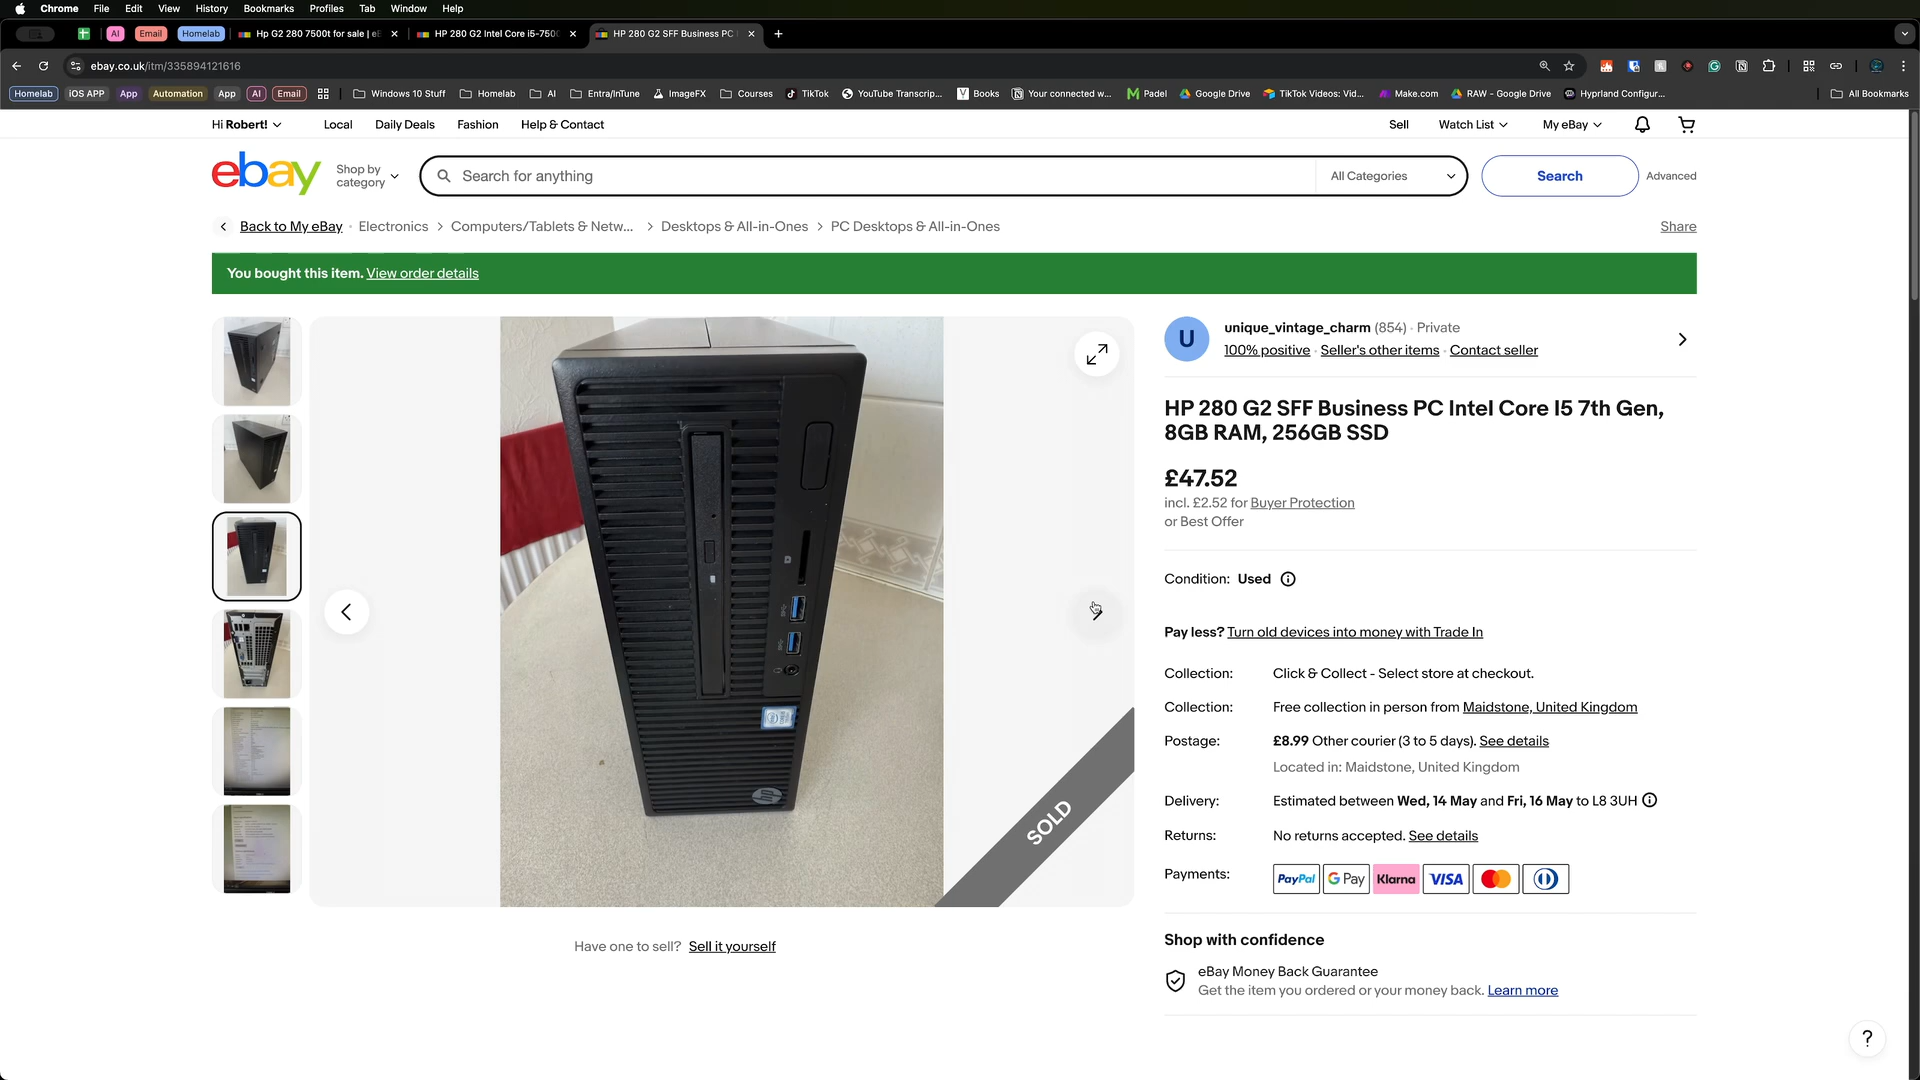 Chrome File Edit View History Bookmarks Profiles Tab Window Help
AI Email Homelab Hp G2 280 7500t for sale | eB HP 280 G2 Intel Core i5-750 HP 280 G2 SFF Business PC
ebay.co.uk/itm/335894121616
Homelab iOS APP App Automation App AI Email Windows 10 Stuff Homelab AI Entra/InTune ImageFX Courses TikTok YouTube Transcrip... Books Your connected w... Padel Google Drive TikTok Videos: Vid... Make.com RAW - Google Drive Hyprland Configur... All Bookmarks
Hi Robert! Local Daily Deals Fashion Help & Contact Sell Watch List My eBay
ebay Shop by category Search for anything All Categories Search Advanced
Back to My eBay · Electronics > Computers/Tablets & Netw... > Desktops & All-in-Ones > PC Desktops & All-in-Ones Share
You bought this item. View order details
U
unique_vintage_charm (854) · Private
100% positive · Seller's other items · Contact seller
HP 280 G2 SFF Business PC Intel Core I5 7th Gen,
8GB RAM, 256GB SSD
£47.52
incl. £2.52 for Buyer Protection
or Best Offer
Condition: Used
Pay less? Turn old devices into money with Trade In
Collection: Click & Collect - Select store at checkout.
Collection: Free collection in person from Maidstone, United Kingdom
Postage: £8.99 Other courier (3 to 5 days). See details
Located in: Maidstone, United Kingdom
Delivery: Estimated between Wed, 14 May and Fri, 16 May to L8 3UH
Returns: No returns accepted. See details
Payments: PayPal G Pay Klarna VISA
SOLD
Have one to sell? Sell it yourself
Shop with confidence
eBay Money Back Guarantee
Get the item you ordered or your money back. Learn more
?